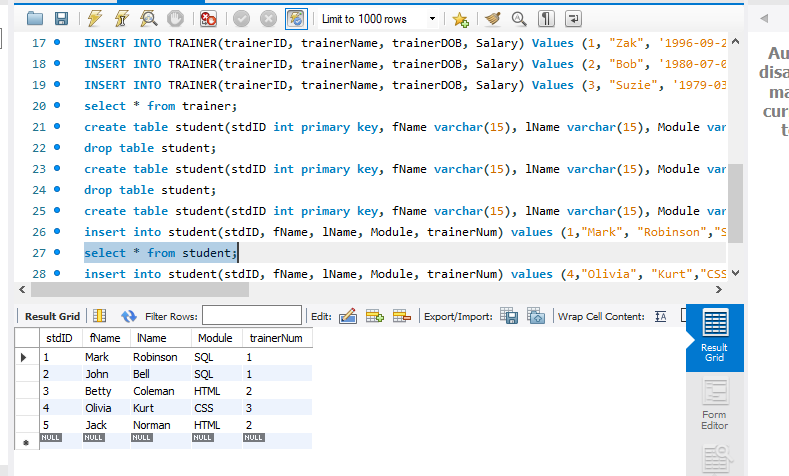 Limit to 1000 rows
17 INSERT INTO TRAINER(trainerID, trainerName, trainerDOB, Salary) Values (1, "Zak", '1996-09-2
18 INSERT INTO TRAINER(trainerID, trainerName, trainerDOB, Salary) Values (2, "Bob", '1980-07-0
19 INSERT INTO TRAINER(trainerID, trainerName, trainerDOB, Salary) Values (3, "Suzie", '1979-03
20 select * from trainer;
21 create table student(stdID int primary key, fName varchar(15), lName varchar(15), Module var
22 drop table student;
23 create table student(stdID int primary key, fName varchar(15), lName varchar(15), Module var
24 drop table student;
25 create table student(stdID int primary key, fName varchar(15), lName varchar(15), Module var
26 insert into student(stdID, fName, lName, Module, trainerNum) values (1,"Mark", "Robinson","S
27 select * from student;
28 insert into student(stdID, fName, lName, Module, trainerNum) values (4,"Olivia", "Kurt","CSS
Result Grid Filter Rows: Edit: Export/Import: Wrap Cell Content: IA
stdID fName lName Module trainerNum
1 Mark Robinson SQL 1
2 John Bell SQL 1
3 Betty Coleman HTML 2
4 Olivia Kurt CSS 3
5 Jack Norman HTML 2
NULL NULL NULL NULL NULL
Result
Grid
Form
Editor
Au
disa
ma
cur
t